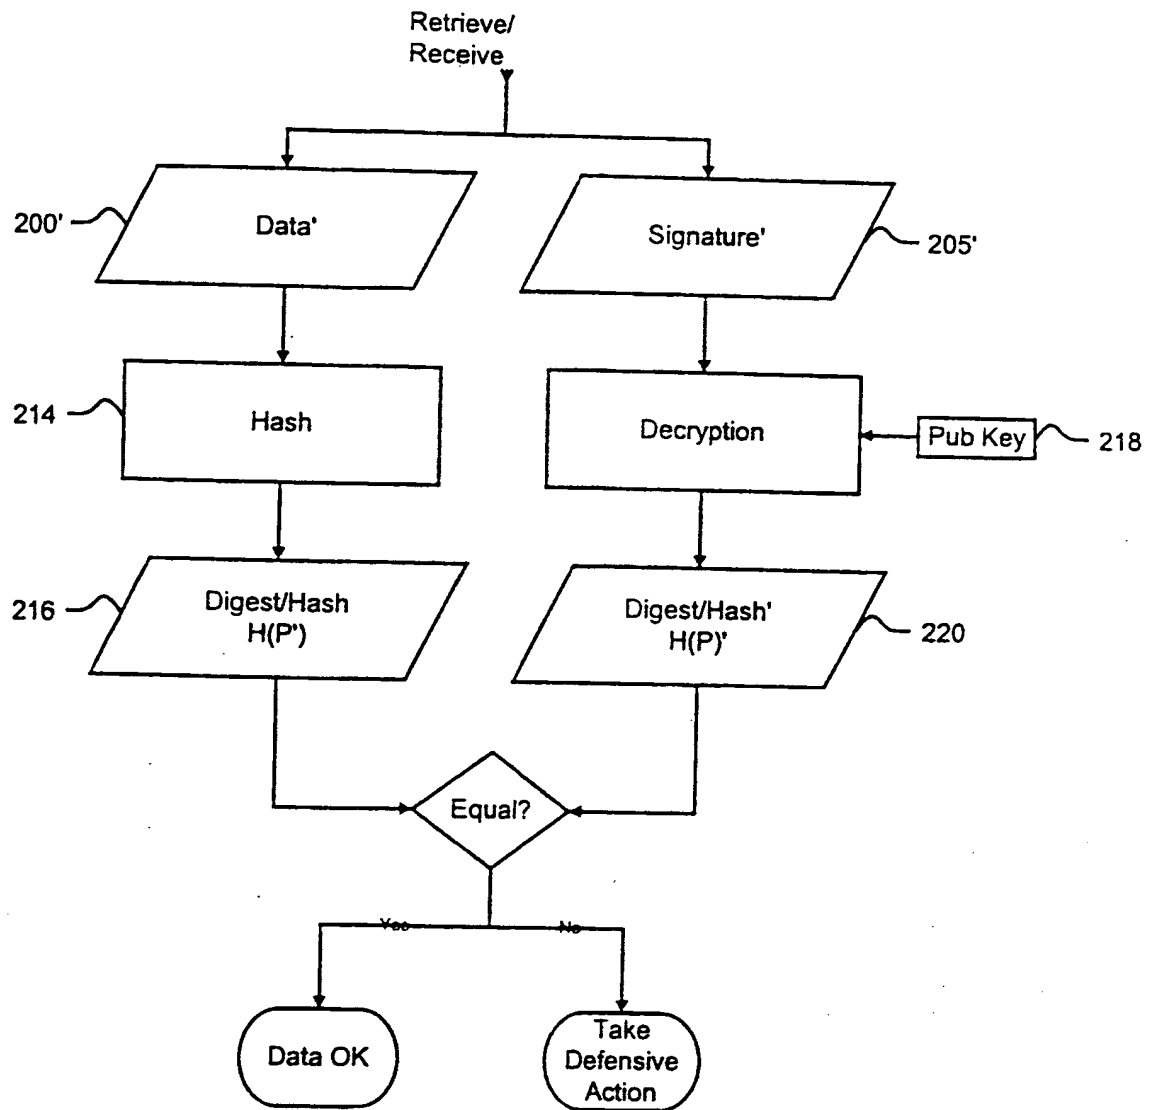 Retrieve/
Receive
200'
Data'
Signature'
205'
214
Hash
Decryption
Pub Key
218
216
Digest/Hash
H(P')
Digest/Hash'
H(P)'
220
Equal?
Yes
No
Data OK
Take
Defensive
Action